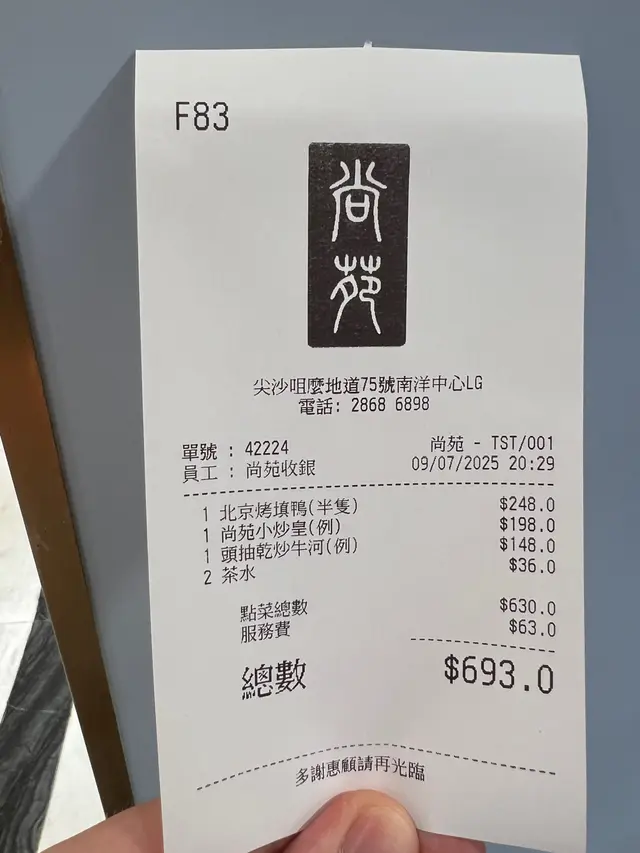 F83
尚苑
尖沙咀麼地道75號南洋中心LG
電話: 2868 6898
單號 : 42224 尚苑 - TST/001
員工 : 尚苑收銀 09/07/2025 20:29
1 北京烤填鴨(半隻) $248.0
1 尚苑小炒皇(例) $198.0
1 頭抽乾炒牛河(例) $148.0
2 茶水 $36.0
點菜總數 $630.0
服務費 $63.0
總數 $693.0
多謝惠顧請再光臨